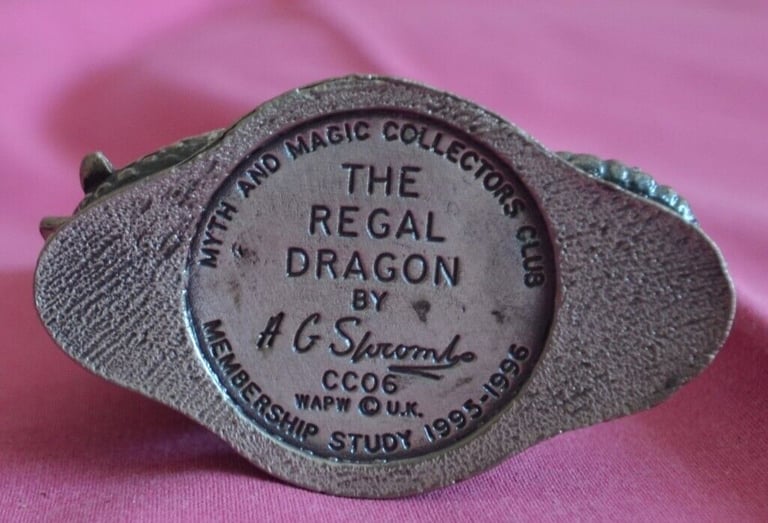 MYTH AND MAGIC COLLECTORS CLUB
THE
REGAL
DRAGON
BY
A G Slocombe
CC06
WAPW © U.K.
MEMBERSHIP STUDY 1995-1996